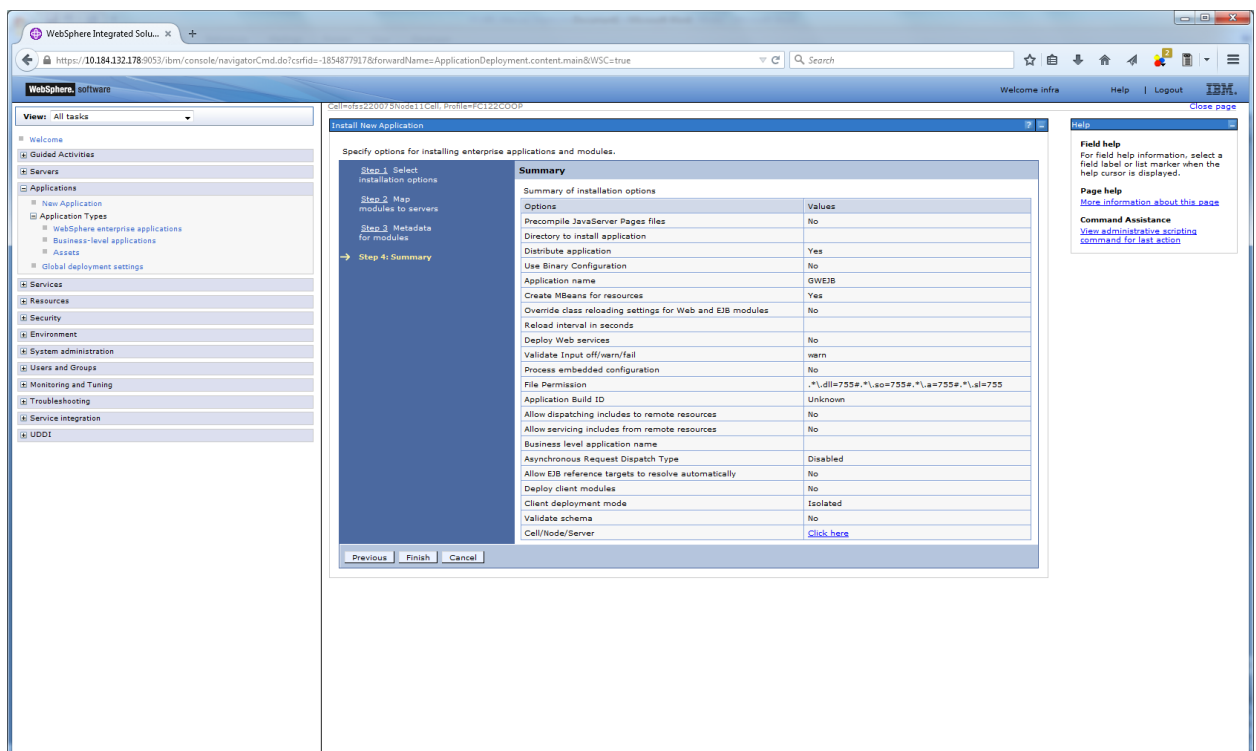 WebSphere Integrated Solu... × +
https://10.184.132.178:9053/ibm/console/navigatorCmd.do?csrfid=-1854877917&forwardName=ApplicationDeployment.content.main&WSC=true
Search
2
WebSphere. software
Welcome infra
Help | Logout
IBM.
View: All tasks
Welcome
Guided Activities
Servers
Applications
New Application
Application Types
WebSphere enterprise applications
Business-level applications
Assets
Global deployment settings
Services
Resources
Security
Environment
System administration
Users and Groups
Monitoring and Tuning
Troubleshooting
Service integration
UDDI
Cell=ofss220075Node11Cell, Profile=FC122COOP
Close page
Install New Application ? –
Specify options for installing enterprise applications and modules.
Step 1 Select
installation options
Step 2 Map
modules to servers
Step 3 Metadata
for modules
Step 4: Summary
Summary
Summary of installation options
Options Values
Precompile JavaServer Pages files No
Directory to install application
Distribute application Yes
Use Binary Configuration No
Application name GWEJB
Create MBeans for resources Yes
Override class reloading settings for Web and EJB modules No
Reload interval in seconds
Deploy Web services No
Validate Input off/warn/fail warn
Process embedded configuration No
File Permission .*\.dll=755#.*\.so=755#.*\.a=755#.*\.sl=755
Application Build ID Unknown
Allow dispatching includes to remote resources No
Allow servicing includes from remote resources No
Business level application name
Asynchronous Request Dispatch Type Disabled
Allow EJB reference targets to resolve automatically No
Deploy client modules No
Client deployment mode Isolated
Validate schema No
Cell/Node/Server Click here
Previous Finish Cancel
Help
Field help
For field help information, select a
field label or list marker when the
help cursor is displayed.
Page help
More information about this page
Command Assistance
View administrative scripting
command for last action